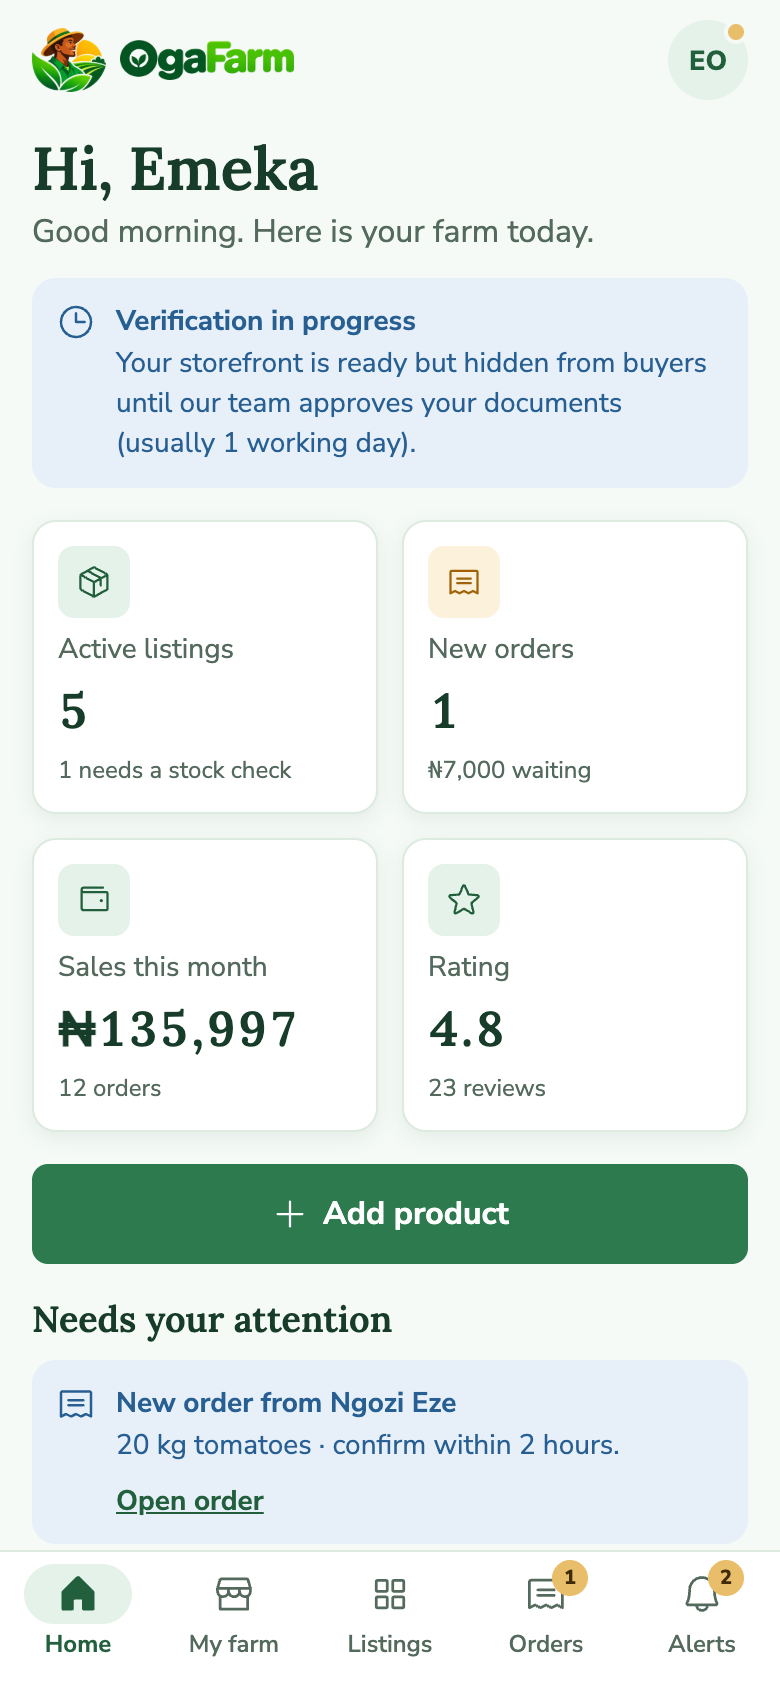 OgaFarm
EO
Hi, Emeka
Good morning. Here is your farm today.
Verification in progress
Your storefront is ready but hidden from buyers
until our team approves your documents
(usually 1 working day).
Active listings
5
1 needs a stock check
New orders
1
₦7,000 waiting
Sales this month
₦135,997
12 orders
Rating
4.8
23 reviews
Add product
Needs your attention
New order from Ngozi Eze
20 kg tomatoes · confirm within 2 hours.
Open order
1
2
Home
My farm
Listings
Orders
Alerts